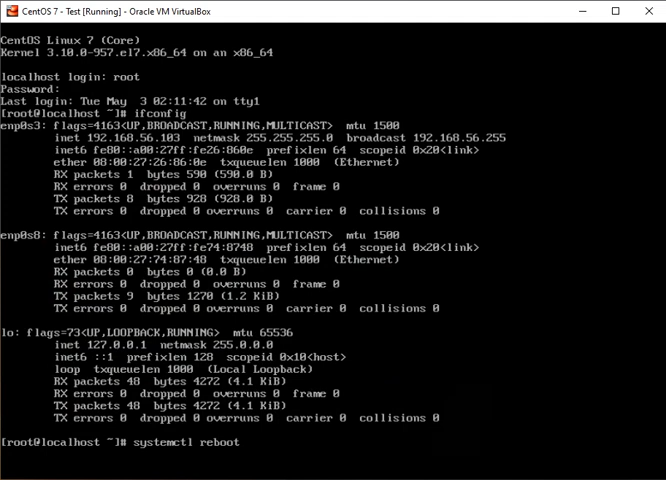 CentOS 7 - Test [Running] - Oracle VM VirtualBox
CentOS Linux 7 (Core)
Kernel 3.10.0-957.el7.x86_64 on an x86_64
localhost login: root
Password:
Last login: Tue May  3 02:11:42 on tty1
[root@localhost ~]# ifconfig
enp0s3: flags=4163<UP,BROADCAST,RUNNING,MULTICAST>  mtu 1500
        inet 192.168.56.103  netmask 255.255.255.0  broadcast 192.168.56.255
        inet6 fe80::a00:27ff:fe26:860e  prefixlen 64  scopeid 0x20<link>
        ether 08:00:27:26:86:0e  txqueuelen 1000  (Ethernet)
        RX packets 1  bytes 590 (590.0 B)
        RX errors 0  dropped 0  overruns 0  frame 0
        TX packets 8  bytes 928 (928.0 B)
        TX errors 0  dropped 0 overruns 0  carrier 0  collisions 0
enp0s8: flags=4163<UP,BROADCAST,RUNNING,MULTICAST>  mtu 1500
        inet6 fe80::a00:27ff:fe74:8748  prefixlen 64  scopeid 0x20<link>
        ether 08:00:27:74:87:48  txqueuelen 1000  (Ethernet)
        RX packets 0  bytes 0 (0.0 B)
        RX errors 0  dropped 0  overruns 0  frame 0
        TX packets 9  bytes 1270 (1.2 KiB)
        TX errors 0  dropped 0 overruns 0  carrier 0  collisions 0
lo: flags=73<UP,LOOPBACK,RUNNING>  mtu 65536
        inet 127.0.0.1  netmask 255.0.0.0
        inet6 ::1  prefixlen 128  scopeid 0x10<host>
        loop  txqueuelen 1000  (Local Loopback)
        RX packets 48  bytes 4272 (4.1 KiB)
        RX errors 0  dropped 0  overruns 0  frame 0
        TX packets 48  bytes 4272 (4.1 KiB)
        TX errors 0  dropped 0 overruns 0  carrier 0  collisions 0
[root@localhost ~]# systemctl reboot